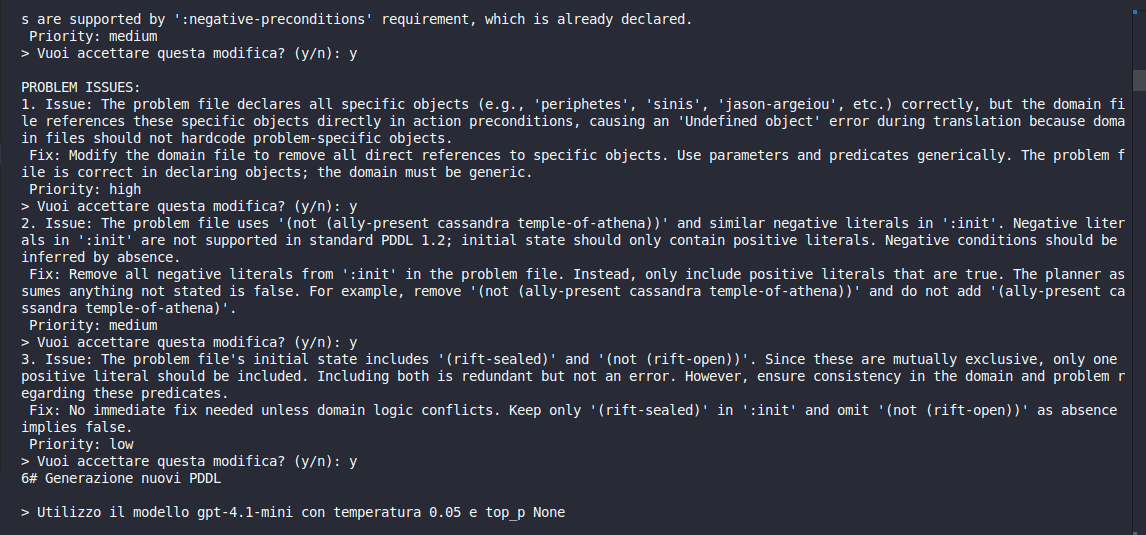 s are supported by ':negative-preconditions' requirement, which is already declared.
 Priority: medium
> Vuoi accettare questa modifica? (y/n): y
PROBLEM ISSUES:
1. Issue: The problem file declares all specific objects (e.g., 'periphetes', 'sinis', 'jason-argeiou', etc.) correctly, but the domain fi
le references these specific objects directly in action preconditions, causing an 'Undefined object' error during translation because doma
in files should not hardcode problem-specific objects.
 Fix: Modify the domain file to remove all direct references to specific objects. Use parameters and predicates generically. The problem f
ile is correct in declaring objects; the domain must be generic.
 Priority: high
> Vuoi accettare questa modifica? (y/n): y
2. Issue: The problem file uses '(not (ally-present cassandra temple-of-athena))' and similar negative literals in ':init'. Negative liter
als in ':init' are not supported in standard PDDL 1.2; initial state should only contain positive literals. Negative conditions should be
inferred by absence.
 Fix: Remove all negative literals from ':init' in the problem file. Instead, only include positive literals that are true. The planner as
sumes anything not stated is false. For example, remove '(not (ally-present cassandra temple-of-athena))' and do not add '(ally-present ca
ssandra temple-of-athena)'.
 Priority: medium
> Vuoi accettare questa modifica? (y/n): y
3. Issue: The problem file's initial state includes '(rift-sealed)' and '(not (rift-open))'. Since these are mutually exclusive, only one
positive literal should be included. Including both is redundant but not an error. However, ensure consistency in the domain and problem r
egarding these predicates.
 Fix: No immediate fix needed unless domain logic conflicts. Keep only '(rift-sealed)' in ':init' and omit '(not (rift-open))' as absence
implies false.
 Priority: low
> Vuoi accettare questa modifica? (y/n): y
6# Generazione nuovi PDDL
> Utilizzo il modello gpt-4.1-mini con temperatura 0.05 e top_p None